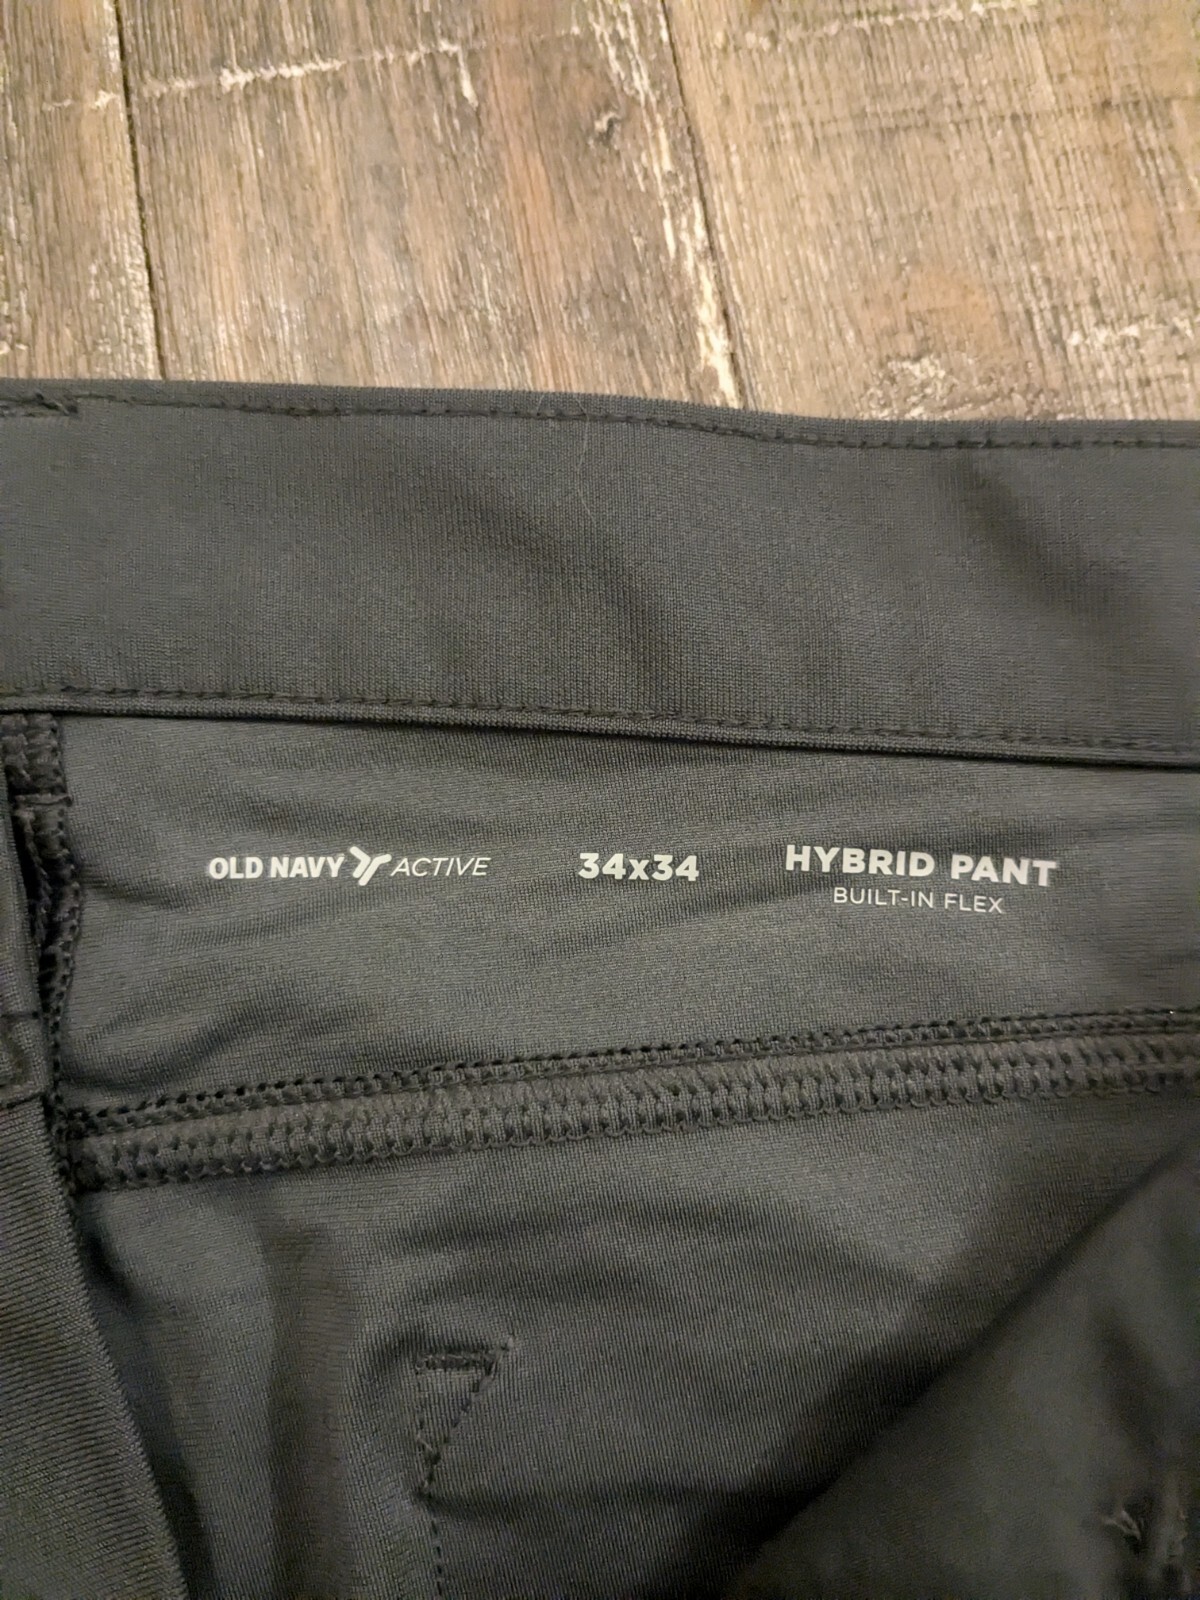 OLD NAVY ACTIVE 34x34 HYBRID PANT
BUILT-IN FLEX